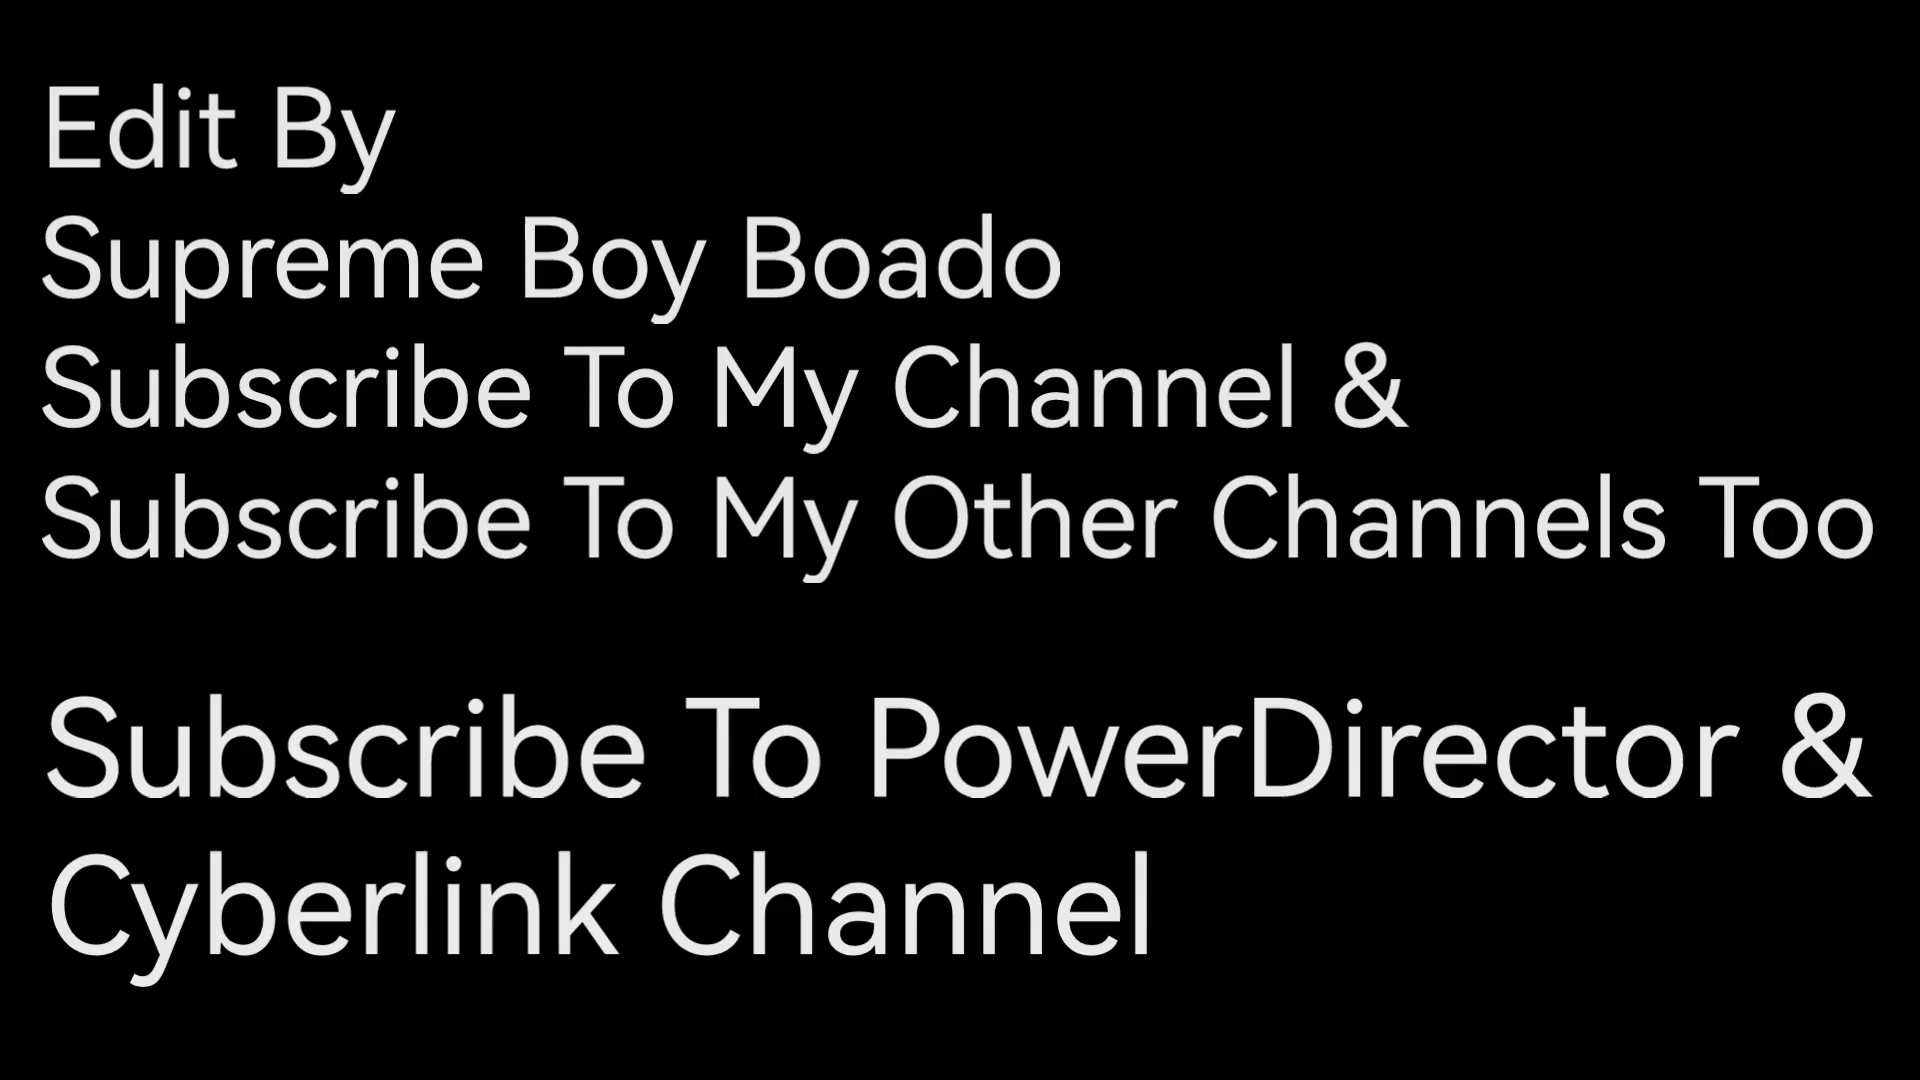 Edit By
Supreme Boy Boado
Subscribe To My Channel &
Subscribe To My Other Channels Too
Subscribe To PowerDirector &
Cyberlink Channel